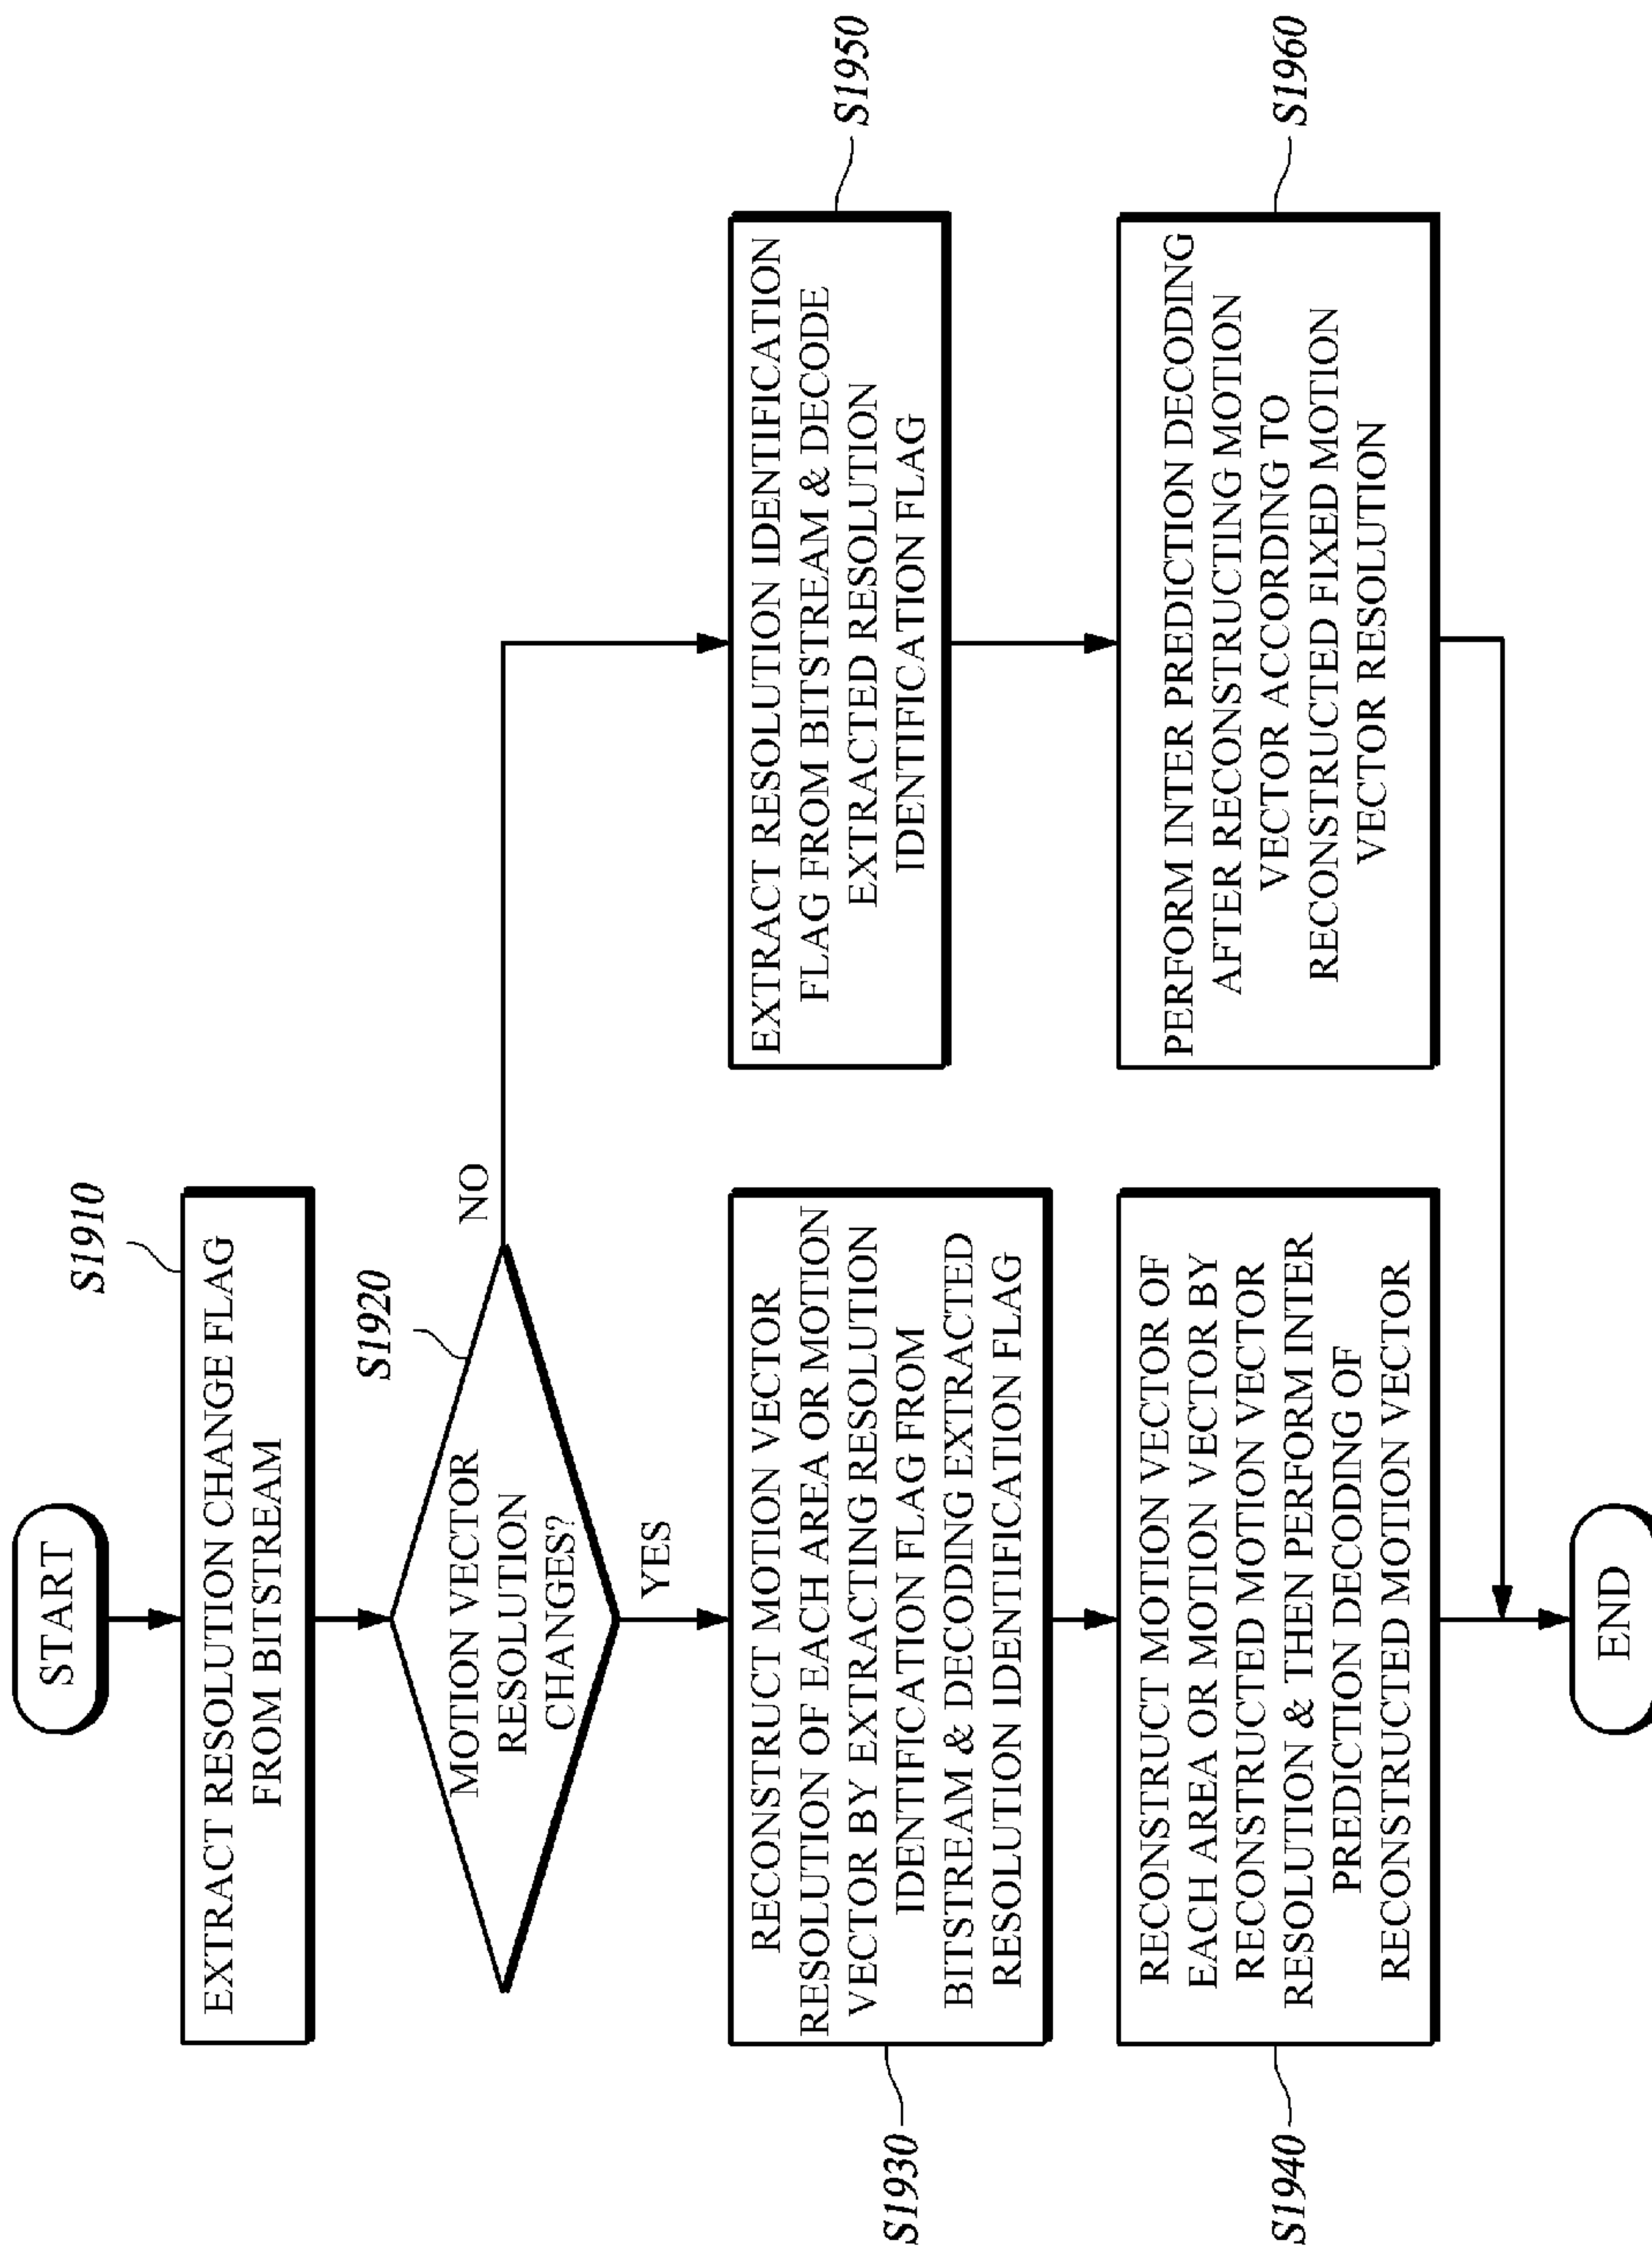 START
S1910
EXTRACT RESOLUTION CHANGE FLAG
FROM BITSTREAM
S1920
MOTION VECTOR
RESOLUTION
CHANGES?
NO
YES
S1930
RECONSTRUCT MOTION VECTOR
RESOLUTION OF EACH AREA OR MOTION
VECTOR BY EXTRACTING RESOLUTION
IDENTIFICATION FLAG FROM
BITSTREAM & DECODING EXTRACTED
RESOLUTION IDENTIFICATION FLAG
S1950
EXTRACT RESOLUTION IDENTIFICATION
FLAG FROM BITSTREAM & DECODE
EXTRACTED RESOLUTION
IDENTIFICATION FLAG
S1940
RECONSTRUCT MOTION VECTOR OF
EACH AREA OR MOTION VECTOR BY
RECONSTRUCTED MOTION VECTOR
RESOLUTION & THEN PERFORM INTER
PREDICTION DECODING OF
RECONSTRUCTED MOTION VECTOR
S1960
PERFORM INTER PREDICTION DECODING
AFTER RECONSTRUCTING MOTION
VECTOR ACCORDING TO
RECONSTRUCTED FIXED MOTION
VECTOR RESOLUTION
END